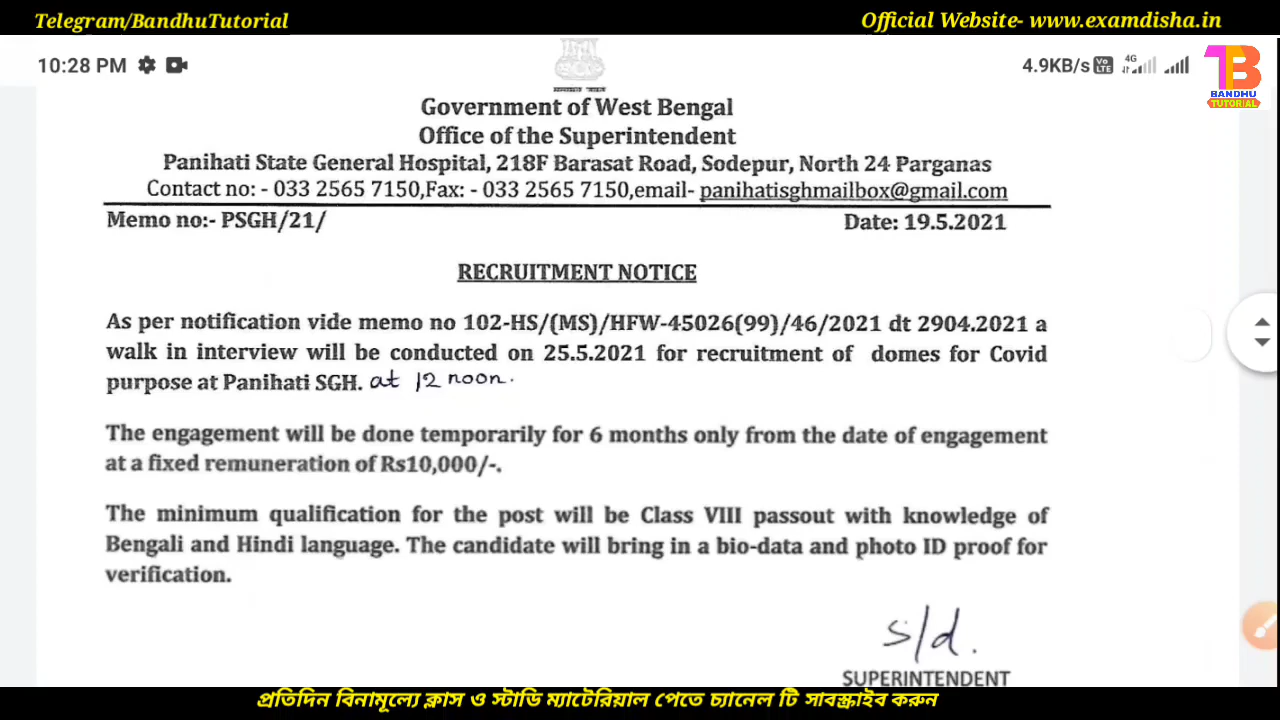 Telegram/BandhuTutorial
Official Website- www.examdisha.in
10:28 PM
4.9KB/s Vo LTE 4G
BANDHU
TUTORIAL
Government of West Bengal
Office of the Superintendent
Panihati State General Hospital, 218F Barasat Road, Sodepur, North 24 Parganas
Contact no: - 033 2565 7150,Fax: - 033 2565 7150,email- panihatisghmailbox@gmail.com
Memo no:- PSGH/21/
Date: 19.5.2021
RECRUITMENT NOTICE
As per notification vide memo no 102-HS/(MS)/HFW-45026(99)/46/2021 dt 2904.2021 a
walk in interview will be conducted on 25.5.2021 for recruitment of domes for Covid
purpose at Panihati SGH. at 12 noon.
The engagement will be done temporarily for 6 months only from the date of engagement
at a fixed remuneration of Rs10,000/-.
The minimum qualification for the post will be Class VIII passout with knowledge of
Bengali and Hindi language. The candidate will bring in a bio-data and photo ID proof for
verification.
s/d.
SUPERINTENDENT
প্রতিদিন বিনামূল্যে ক্লাস ও স্টাডি ম্যাটেরিয়াল পেতে চ্যানেল টি সাবস্ক্রাইব করুন